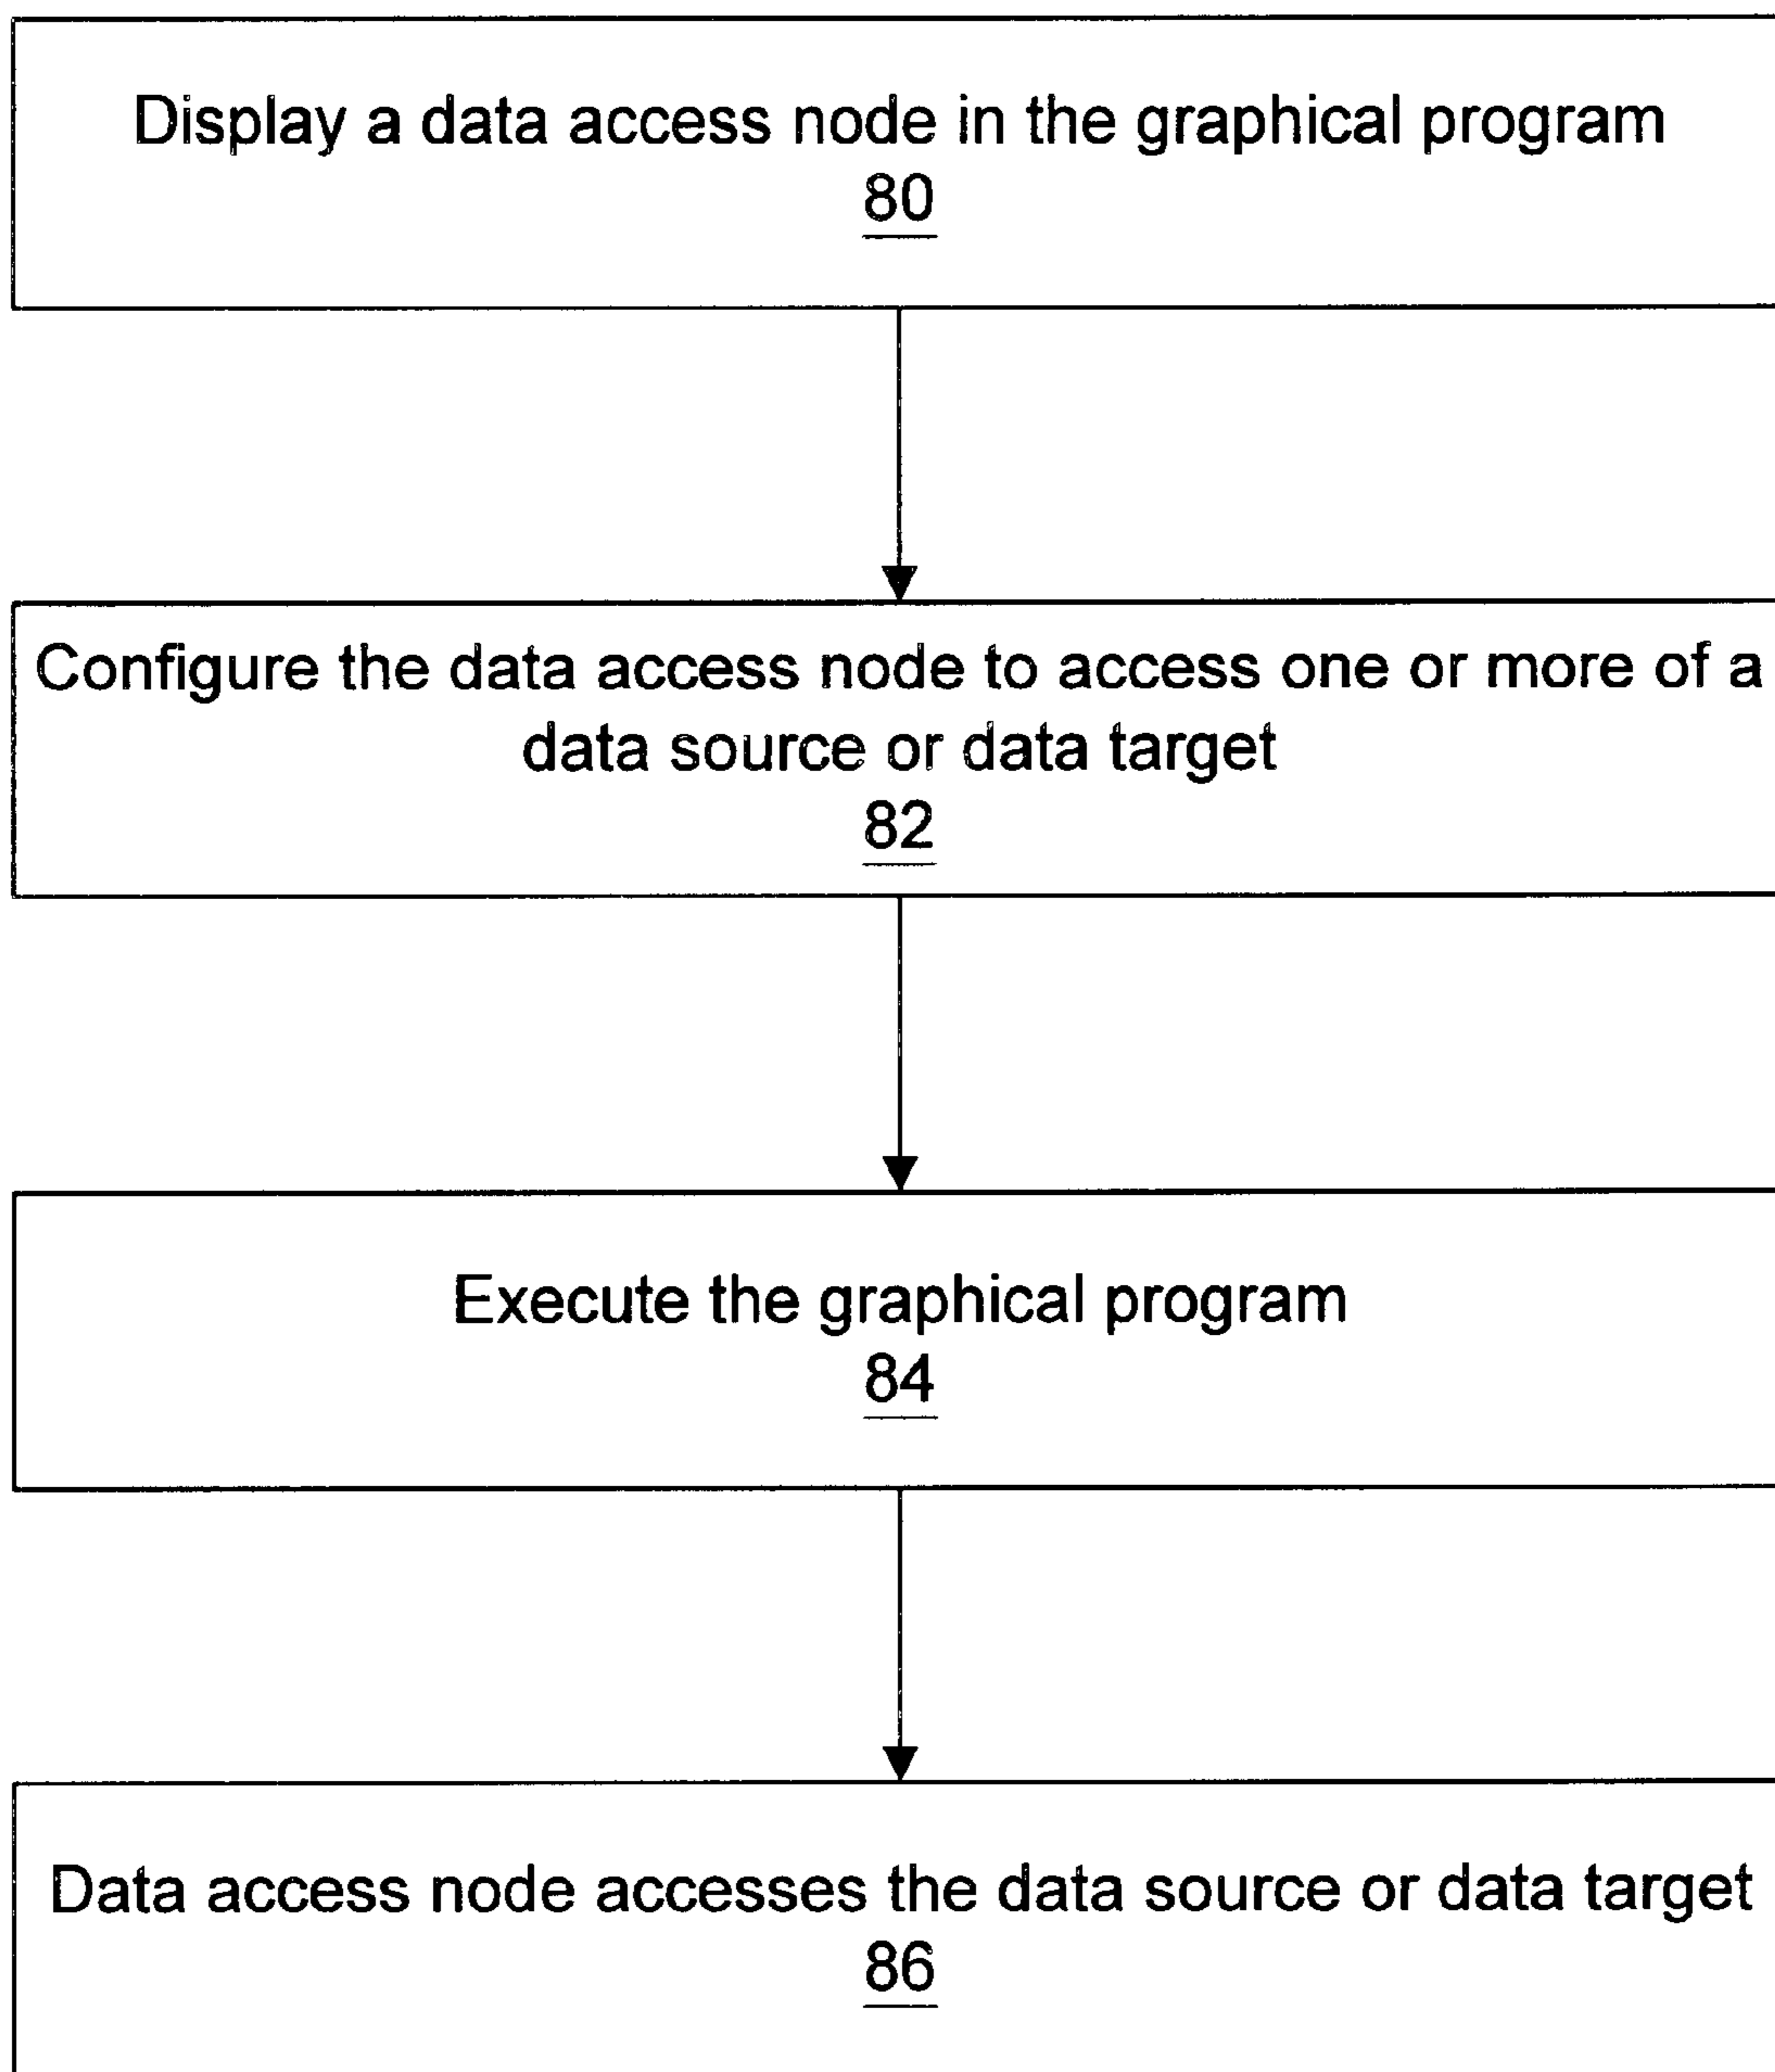 Display a data access node in the graphical program
80
Configure the data access node to access one or more of a
data source or data target
82
Execute the graphical program
84
Data access node accesses the data source or data target
86